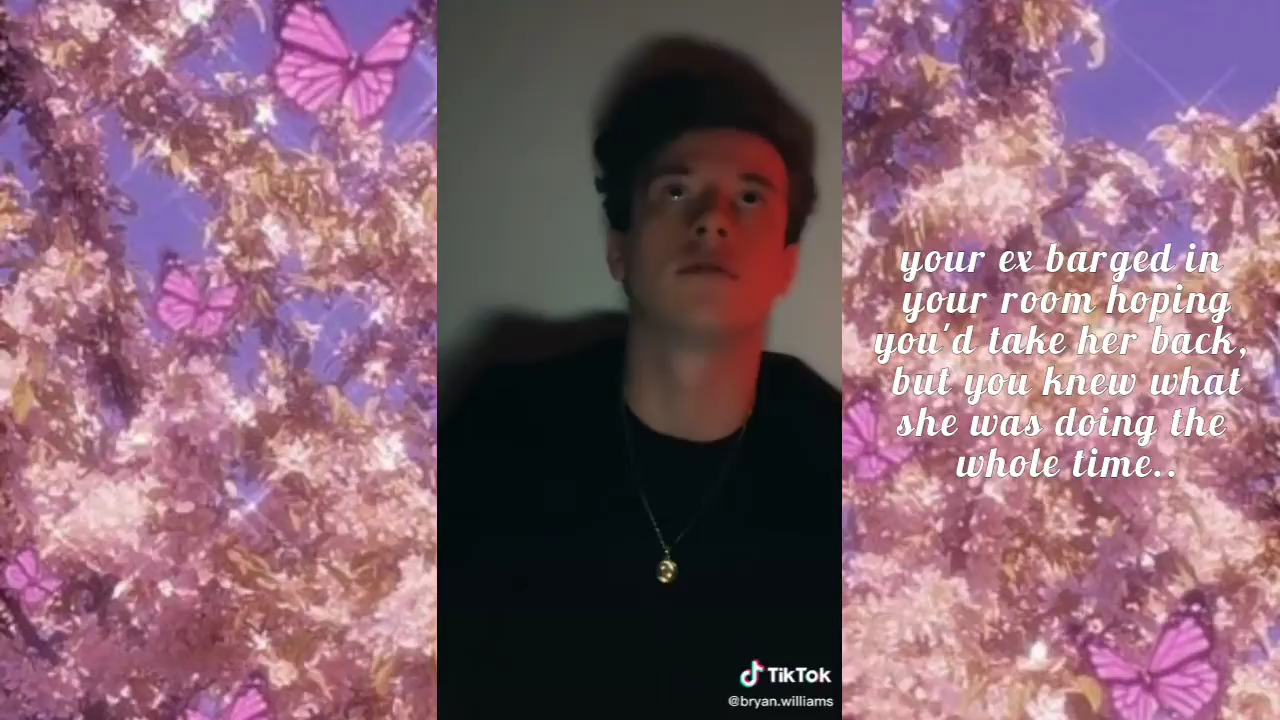 your ex barged in
your room hoping
you'd take her back,
but you knew what
she was doing the
whole time..
TikTok
@bryan.williams